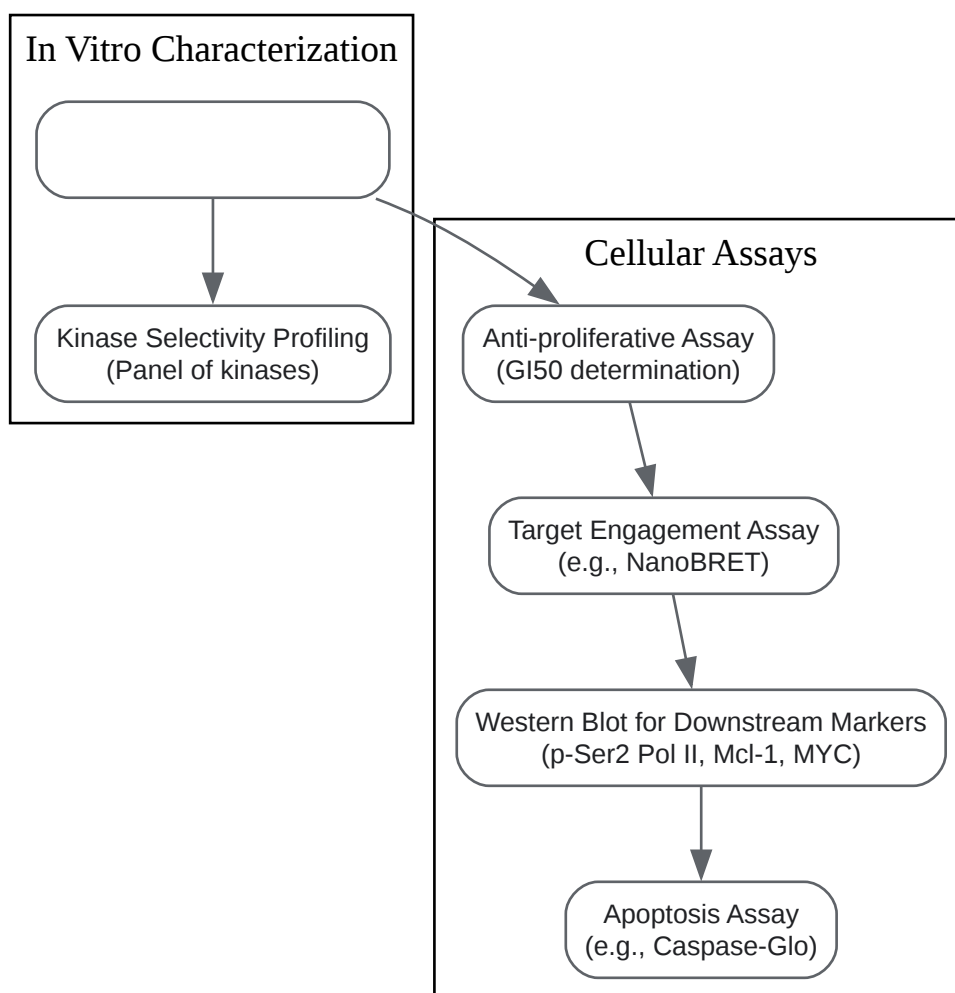 In Vitro Characterization
Kinase Selectivity Profiling
(Panel of kinases)
Cellular Assays
Anti-proliferative Assay
(GI50 determination)
Target Engagement Assay
(e.g., NanoBRET)
Western Blot for Downstream Markers
(p-Ser2 Pol II, Mcl-1, MYC)
Apoptosis Assay
(e.g., Caspase-Glo)